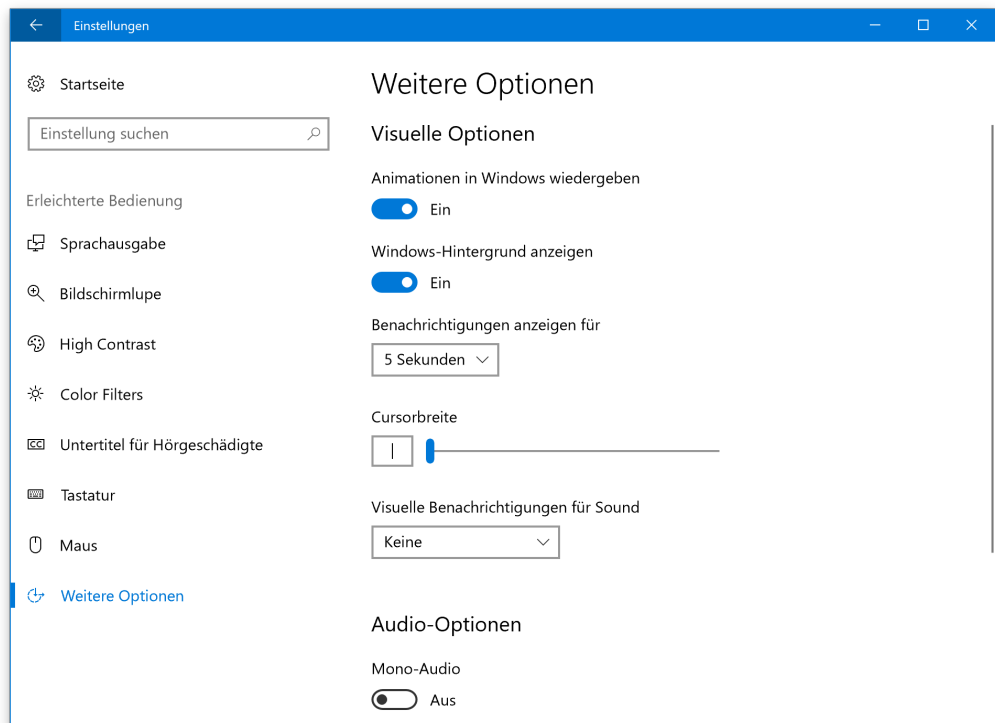 Einstellungen
Startseite
Einstellung suchen
Erleichterte Bedienung
Sprachausgabe
Bildschirmlupe
High Contrast
Color Filters
CC Untertitel für Hörgeschädigte
Tastatur
Maus
Weitere Optionen
Weitere Optionen
Visuelle Optionen
Animationen in Windows wiedergeben
Ein
Windows-Hintergrund anzeigen
Ein
Benachrichtigungen anzeigen für
5 Sekunden
Cursorbreite
Visuelle Benachrichtigungen für Sound
Keine
Audio-Optionen
Mono-Audio
Aus